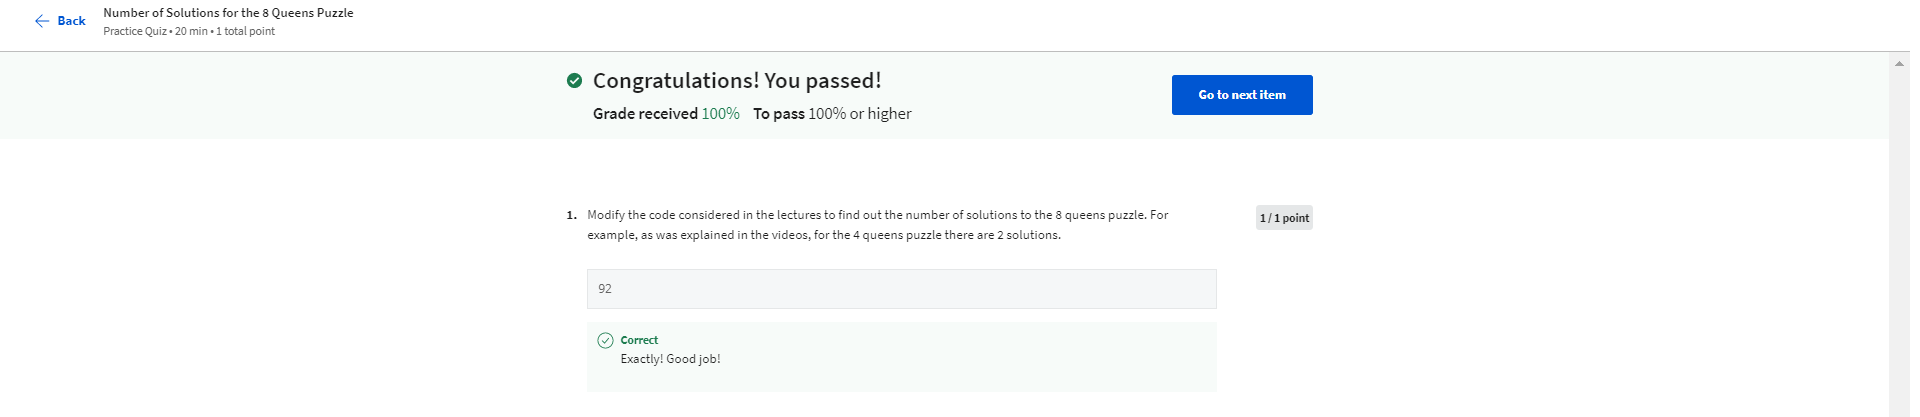 Back
Number of Solutions for the 8 Queens Puzzle
Practice Quiz • 20 min • 1 total point
Congratulations! You passed!
Grade received 100% To pass 100% or higher
Go to next item
1. Modify the code considered in the lectures to find out the number of solutions to the 8 queens puzzle. For
example, as was explained in the videos, for the 4 queens puzzle there are 2 solutions.
1 / 1 point
92
Correct
Exactly! Good job!